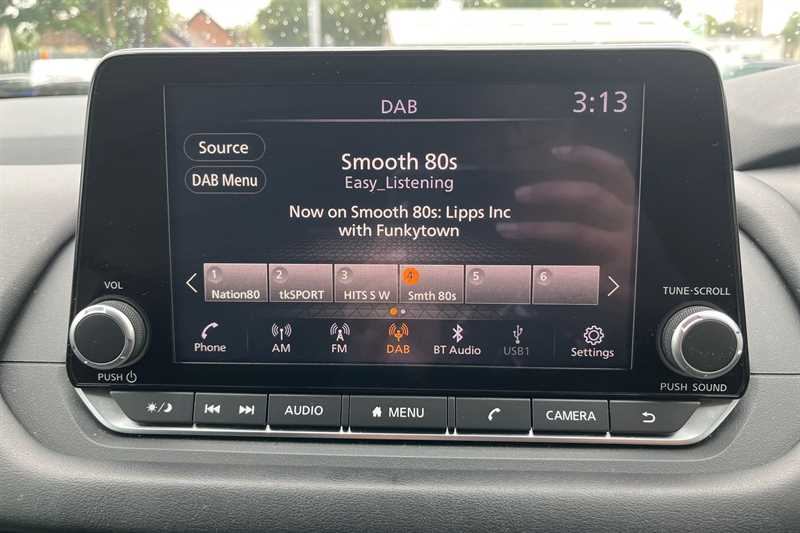 DAB
3:13
Source
DAB Menu
Smooth 80s
Easy_Listening
Now on Smooth 80s: Lipps Inc
with Funkytown
1 2 3 4 5 6
Nation80 tkSPORT HITS S W Smth 80s
Phone AM FM DAB BT Audio USB1 Settings
VOL
PUSH
TUNE·SCROLL
PUSH SOUND
AUDIO MENU CAMERA